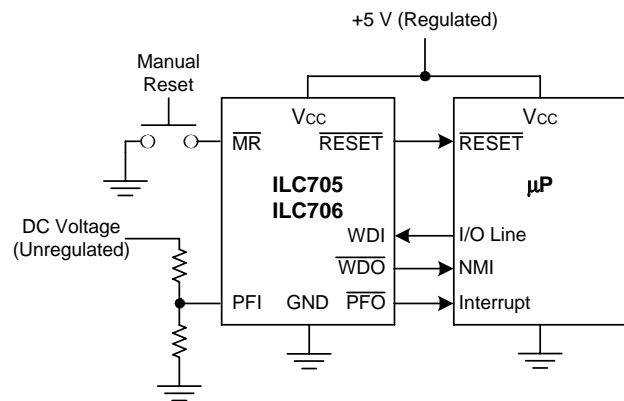 +5 V (Regulated)
Manual
Reset
VCC
VCC
MR
RESET
RESET
ILC705
ILC706
µP
DC Voltage
(Unregulated)
WDI
I/O Line
WDO
NMI
PFI
GND
PFO
Interrupt